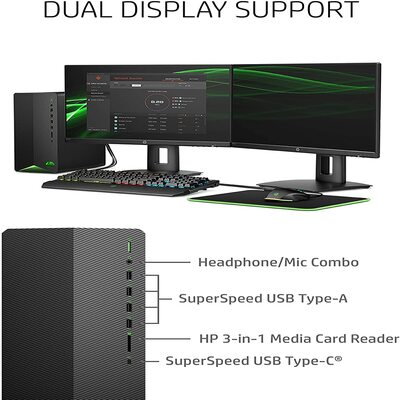 DUAL DISPLAY SUPPORT
Headphone/Mic Combo
SuperSpeed USB Type-A
HP 3-in-1 Media Card Reader
SuperSpeed USB Type-C®